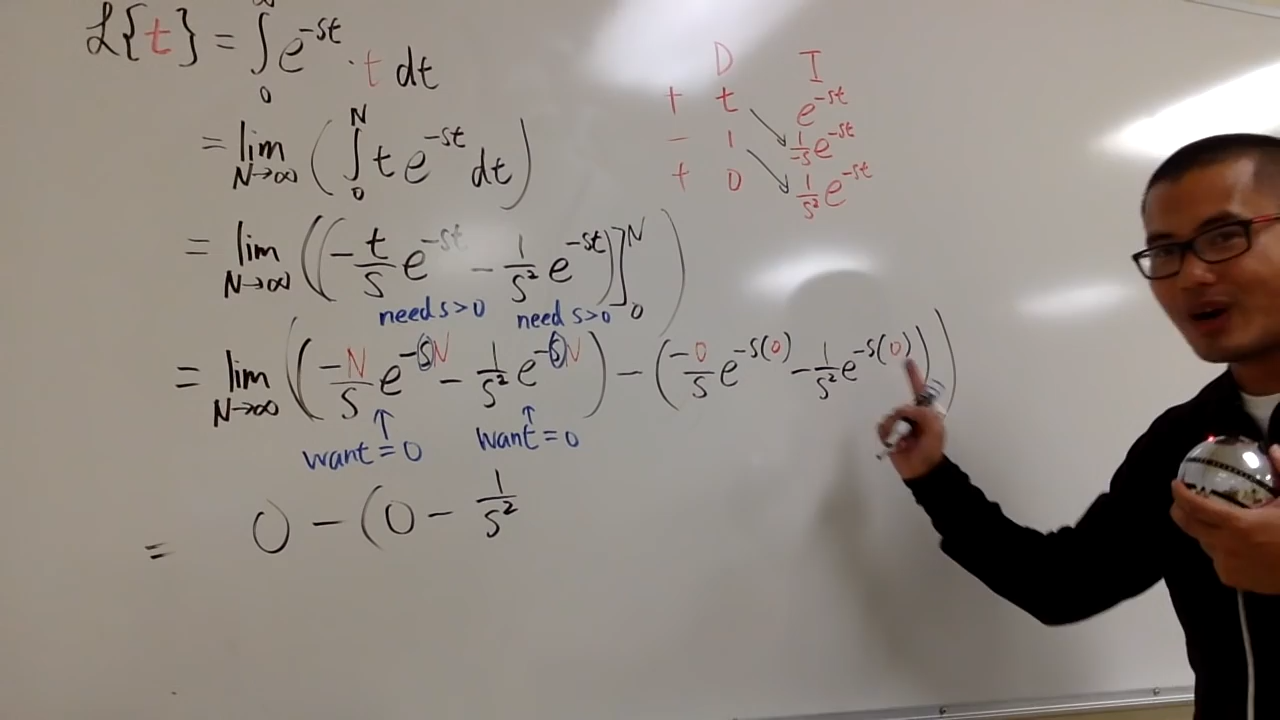 ℒ{t} = ∫₀^∞ e^{-st} · t dt
= lim N→∞ ( ∫₀^N t e^{-st} dt )
= lim N→∞ ( ( -t/s e^{-st} - 1/s² e^{-st} ) ]₀^N )
need s>0 need s>0
= lim N→∞ ( ( -N/s e^{-sN} - 1/s² e^{-sN} ) - ( -0/s e^{-s(0)} - 1/s² e^{-s(0)} ) )
↑ ↑
want = 0 want = 0
= 0 - (0 - 1/s²
D I
+ t e^{-st}
- 1 1/-s e^{-st}
+ 0 1/s² e^{-st}